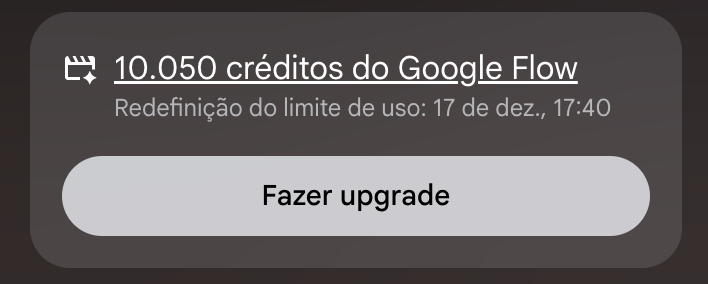 10.050 créditos do Google Flow
Redefinição do limite de uso: 17 de dez., 17:40
Fazer upgrade